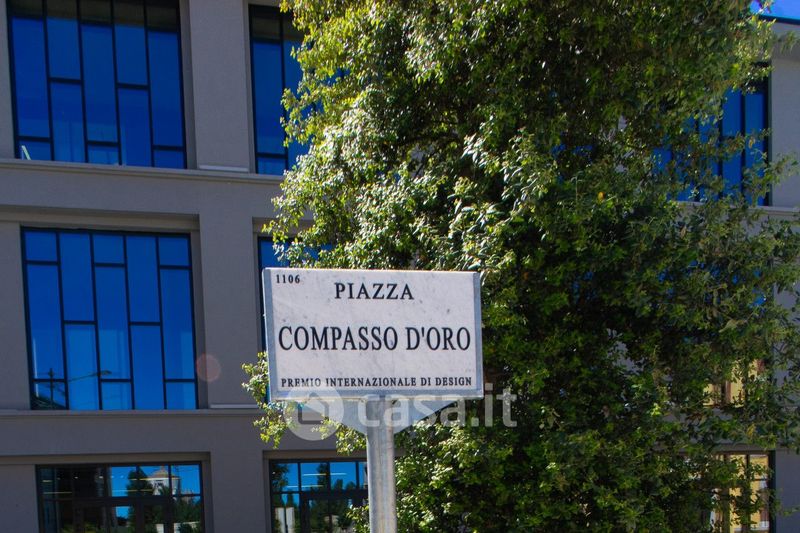 1106
PIAZZA
COMPASSO D'ORO
PREMIO INTERNAZIONALE DI DESIGN
casa.it